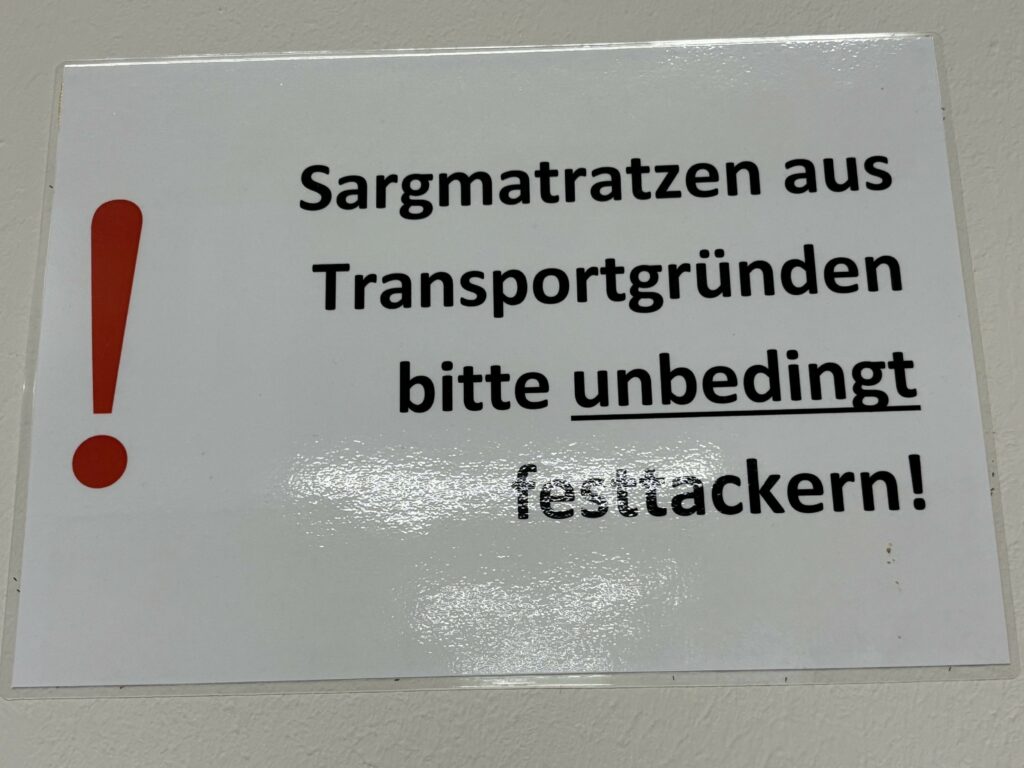 Sargmatratzen aus
Transportgründen
bitte unbedingt
festtackern!